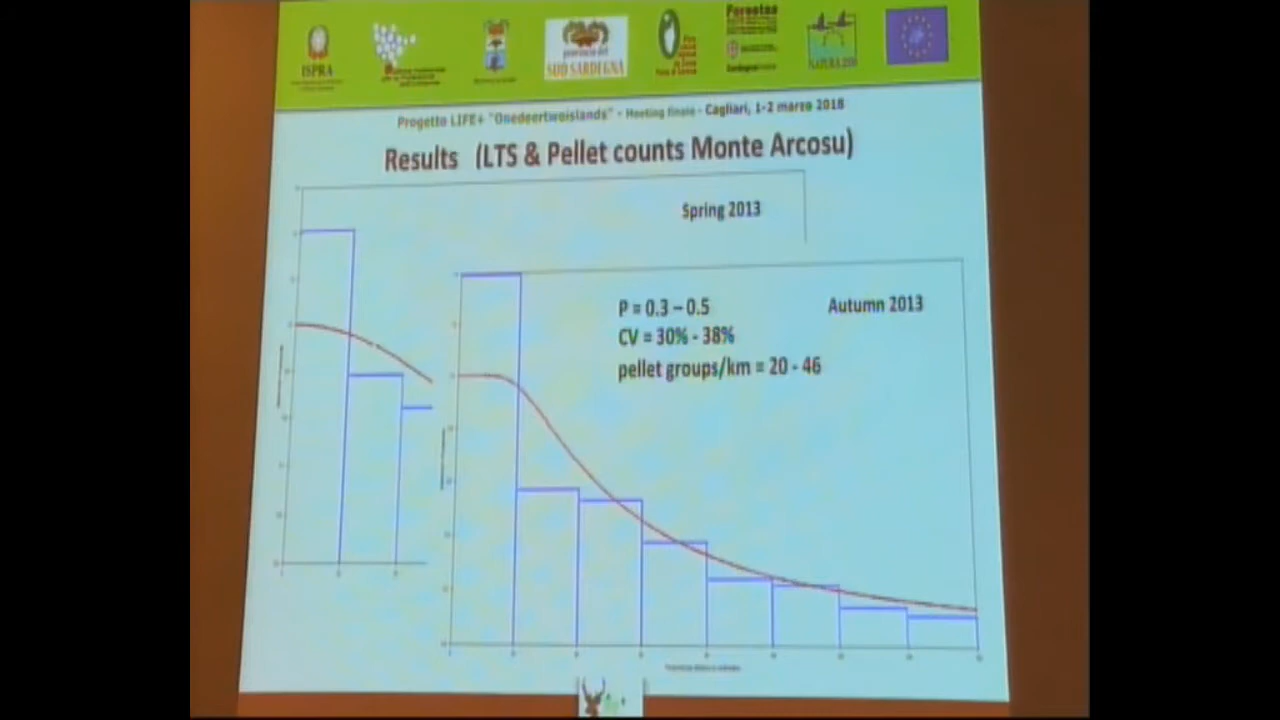 ISPRA
SUD SARDEGNA
NATURA 2000
Progetto LIFE+ "Onedeertwoislands" - Meeting finale - Cagliari, 1-2 marzo 2018
Results (LTS & Pellet counts Monte Arcosu)
Spring 2013
P = 0.3 – 0.5
Autumn 2013
CV = 30% - 38%
pellet groups/km = 20 - 46